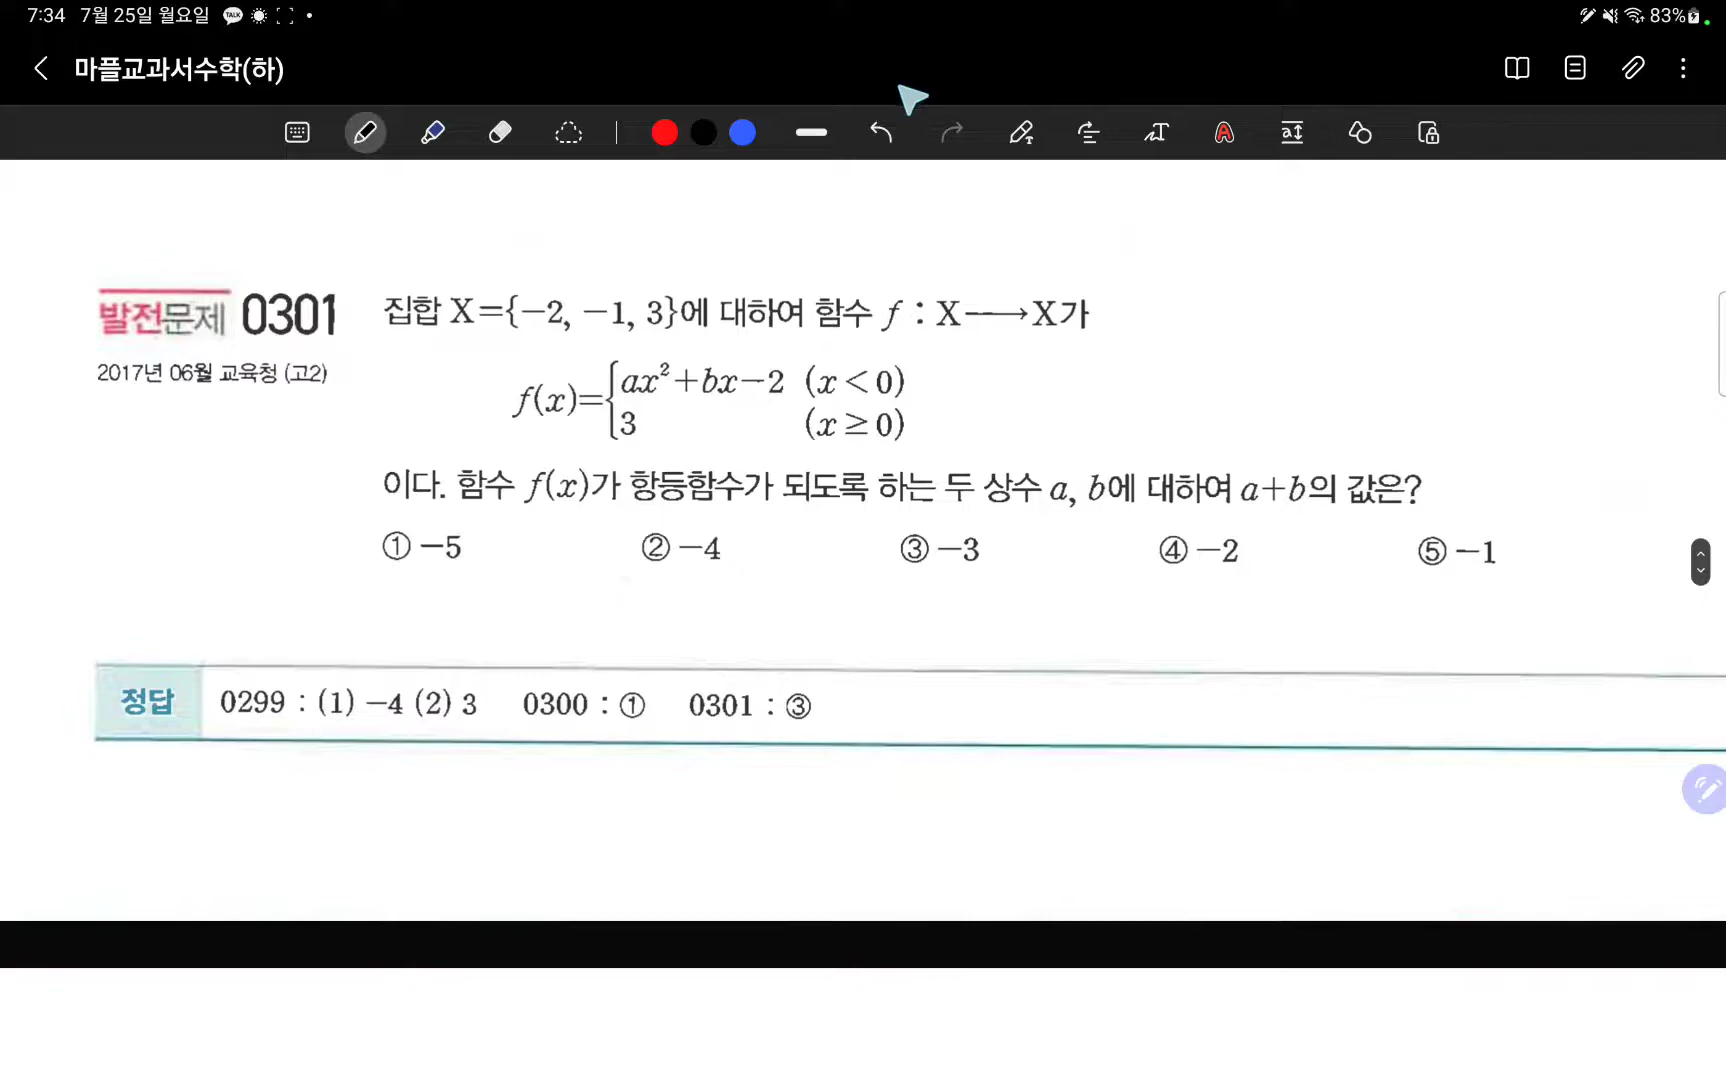 7:34 7월 25일 월요일 TALK 83%
마플교과서수학(하)
발전문제 0301 집합 X={−2, −1, 3}에 대하여 함수 f : X⟶X가
2017년 06월 교육청 (고2)
f(x)={ax²+bx−2 (x<0)
3 (x≥0)
이다. 함수 f(x)가 항등함수가 되도록 하는 두 상수 a, b에 대하여 a+b의 값은?
① −5 ② −4 ③ −3 ④ −2 ⑤ −1
정답 0299 : (1) −4 (2) 3 0300 : ① 0301 : ③